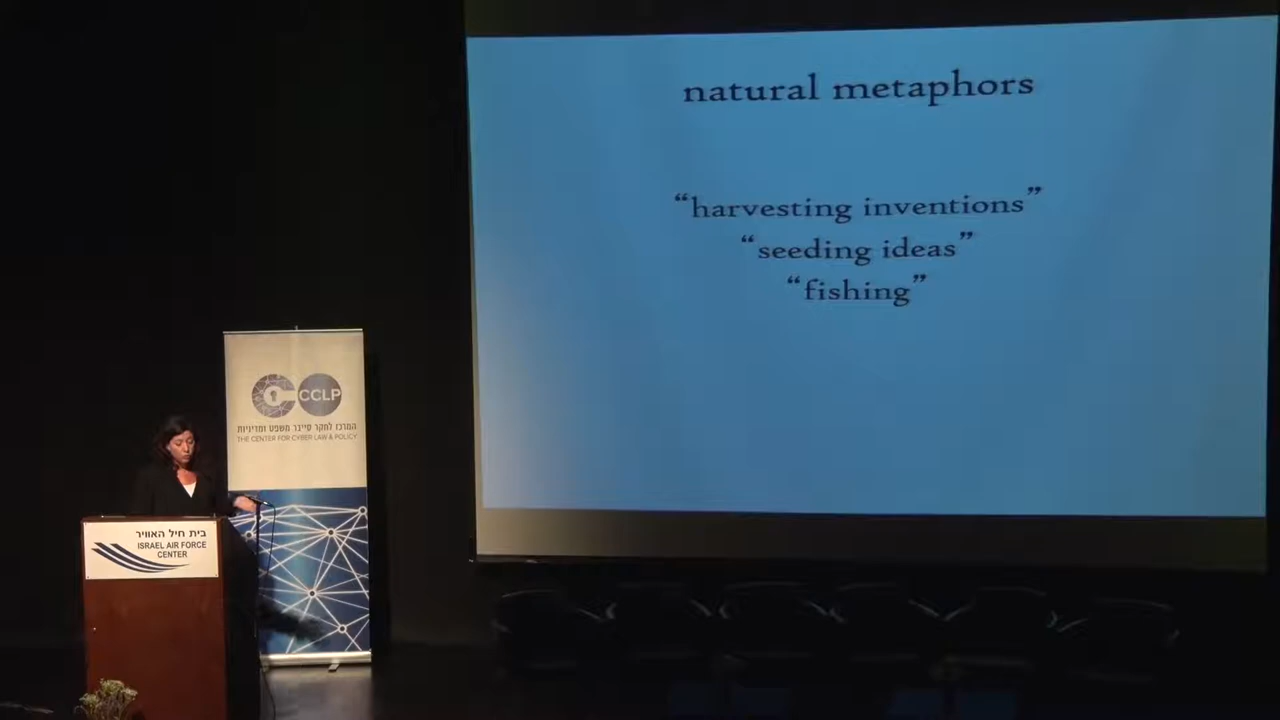 natural metaphors
“harvesting inventions”
“seeding ideas”
“fishing”
CCLP
המרכז לחקר סייבר משפט ומדיניות
THE CENTER FOR CYBER LAW & POLICY
בית חיל האוויר
ISRAEL AIR FORCE
CENTER